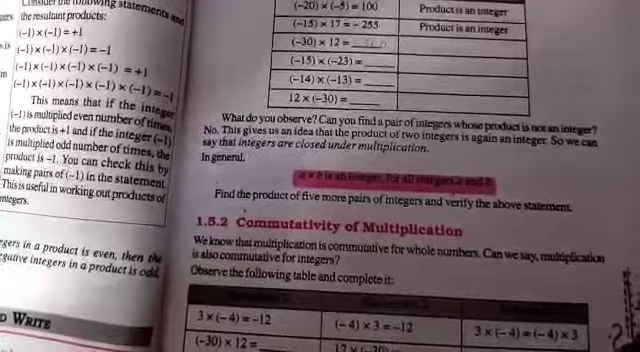 Consider the following statements and
the resultant products:
(–1)×(–1) = +1
(–1)×(–1)×(–1) = –1
(–1)×(–1)×(–1)×(–1) = +1
(–1)×(–1)×(–1)×(–1)×(–1) = –1
This means that if the integer
(–1) is multiplied even number of times,
the product is +1 and if the integer (–1)
is multiplied odd number of times, the
product is –1. You can check this by
making pairs of (–1) in the statement.
This is useful in working out products of
integers.
gers in a product is even, then the
egative integers in a product is odd,
D WRITE
(–20) × (–5) = 100 Product is an integer
(–15) × 17 = – 255 Product is an integer
(–30) × 12 =
(–15) × (–23) = ____
(–14) × (–13) = ____
12 × (–30) = ____
What do you observe? Can you find a pair of integers whose product is not an integer?
No. This gives us an idea that the product of two integers is again an integer. So we can
say that integers are closed under multiplication.
In general,
a × b is an integer, for all integers a and b.
Find the product of five more pairs of integers and verify the above statement.
1.5.2 Commutativity of Multiplication
We know that multiplication is commutative for whole numbers. Can we say, multiplication
is also commutative for integers?
Observe the following table and complete it:
3 × (– 4) = –12 (– 4) × 3 = –12 3 × (– 4) = (– 4) × 3
(–30) × 12 =